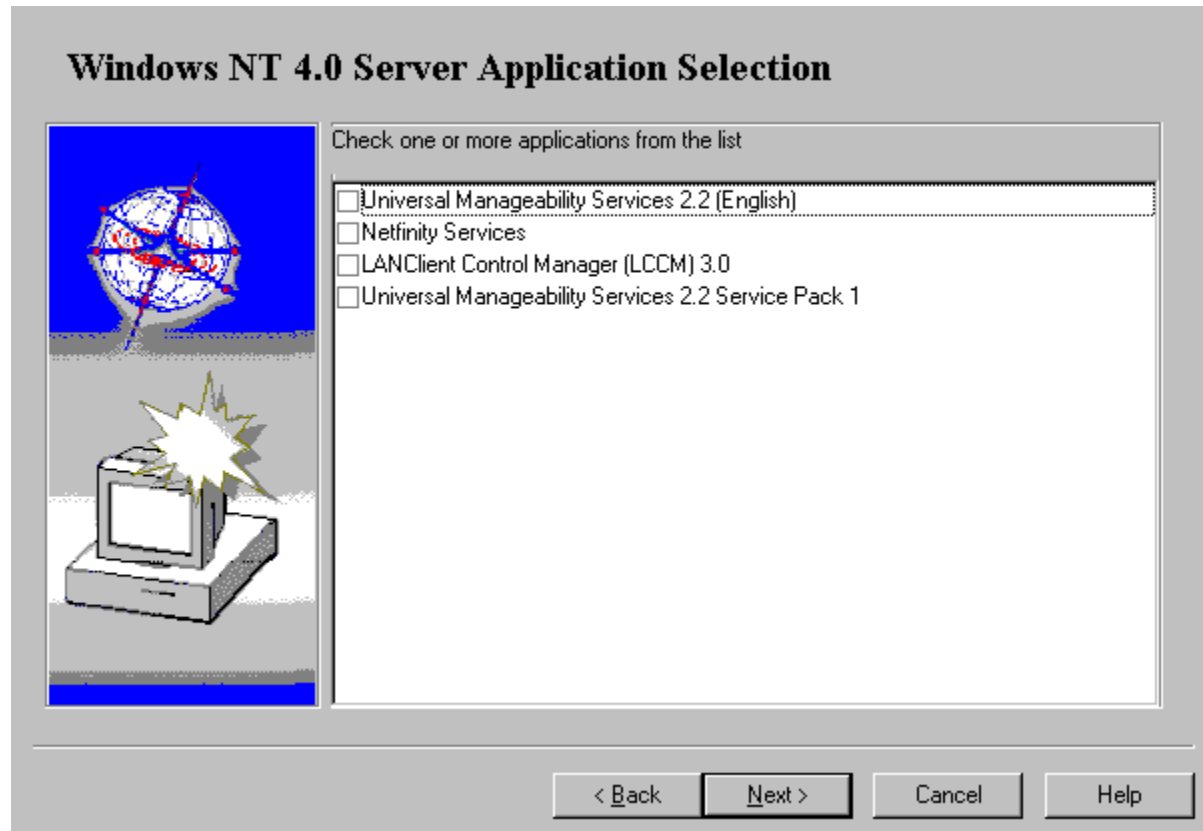 Windows NT 4.0 Server Application Selection
Check one or more applications from the list
Universal Manageability Services 2.2 (English)
Netfinity Services
LANClient Control Manager (LCCM) 3.0
Universal Manageability Services 2.2 Service Pack 1
< Back Next > Cancel Help